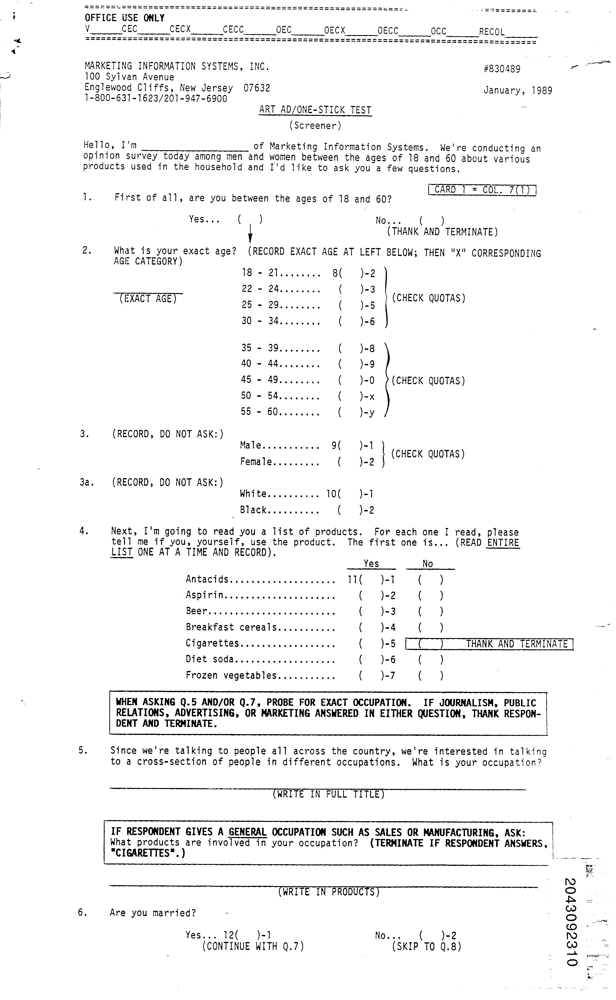 OFFICE USE ONLY
V______CEC______CECX______CECC______OEC______OECX______OECC______OCC______RECOL______
MARKETING INFORMATION SYSTEMS, INC. #830489
100 Sylvan Avenue
Englewood Cliffs, New Jersey 07632 January, 1989
1-800-631-1623/201-947-6900
ART AD/ONE-STICK TEST
(Screener)
Hello, I'm __________________ of Marketing Information Systems. We're conducting an
opinion survey today among men and women between the ages of 18 and 60 about various
products used in the household and I'd like to ask you a few questions.
CARD 1 = COL. 7(1)
1. First of all, are you between the ages of 18 and 60?
Yes... ( ) No... ( )
(THANK AND TERMINATE)
2. What is your exact age? (RECORD EXACT AGE AT LEFT BELOW; THEN "X" CORRESPONDING
AGE CATEGORY)
18 - 21........ 8( )-2
22 - 24........ ( )-3
(EXACT AGE) 25 - 29........ ( )-5 (CHECK QUOTAS)
30 - 34........ ( )-6
35 - 39........ ( )-8
40 - 44........ ( )-9
45 - 49........ ( )-0 (CHECK QUOTAS)
50 - 54........ ( )-x
55 - 60........ ( )-y
3. (RECORD, DO NOT ASK:)
Male........... 9( )-1
Female......... ( )-2 (CHECK QUOTAS)
3a. (RECORD, DO NOT ASK:)
White.......... 10( )-1
Black.......... ( )-2
4. Next, I'm going to read you a list of products. For each one I read, please
tell me if you, yourself, use the product. The first one is... (READ ENTIRE
LIST ONE AT A TIME AND RECORD).
Yes No
Antacids.................... 11( )-1 ( )
Aspirin..................... ( )-2 ( )
Beer........................ ( )-3 ( )
Breakfast cereals........... ( )-4 ( )
Cigarettes.................. ( )-5 ( ) THANK AND TERMINATE
Diet soda................... ( )-6 ( )
Frozen vegetables........... ( )-7 ( )
WHEN ASKING Q.5 AND/OR Q.7, PROBE FOR EXACT OCCUPATION. IF JOURNALISM, PUBLIC
RELATIONS, ADVERTISING, OR MARKETING ANSWERED IN EITHER QUESTION, THANK RESPON-
DENT AND TERMINATE.
5. Since we're talking to people all across the country, we're interested in talking
to a cross-section of people in different occupations. What is your occupation?
(WRITE IN FULL TITLE)
IF RESPONDENT GIVES A GENERAL OCCUPATION SUCH AS SALES OR MANUFACTURING, ASK:
What products are involved in your occupation? (TERMINATE IF RESPONDENT ANSWERS,
"CIGARETTES".)
(WRITE IN PRODUCTS)
6. Are you married?
Yes... 12( )-1 No... ( )-2
(CONTINUE WITH Q.7) (SKIP TO Q.8)
2043092310